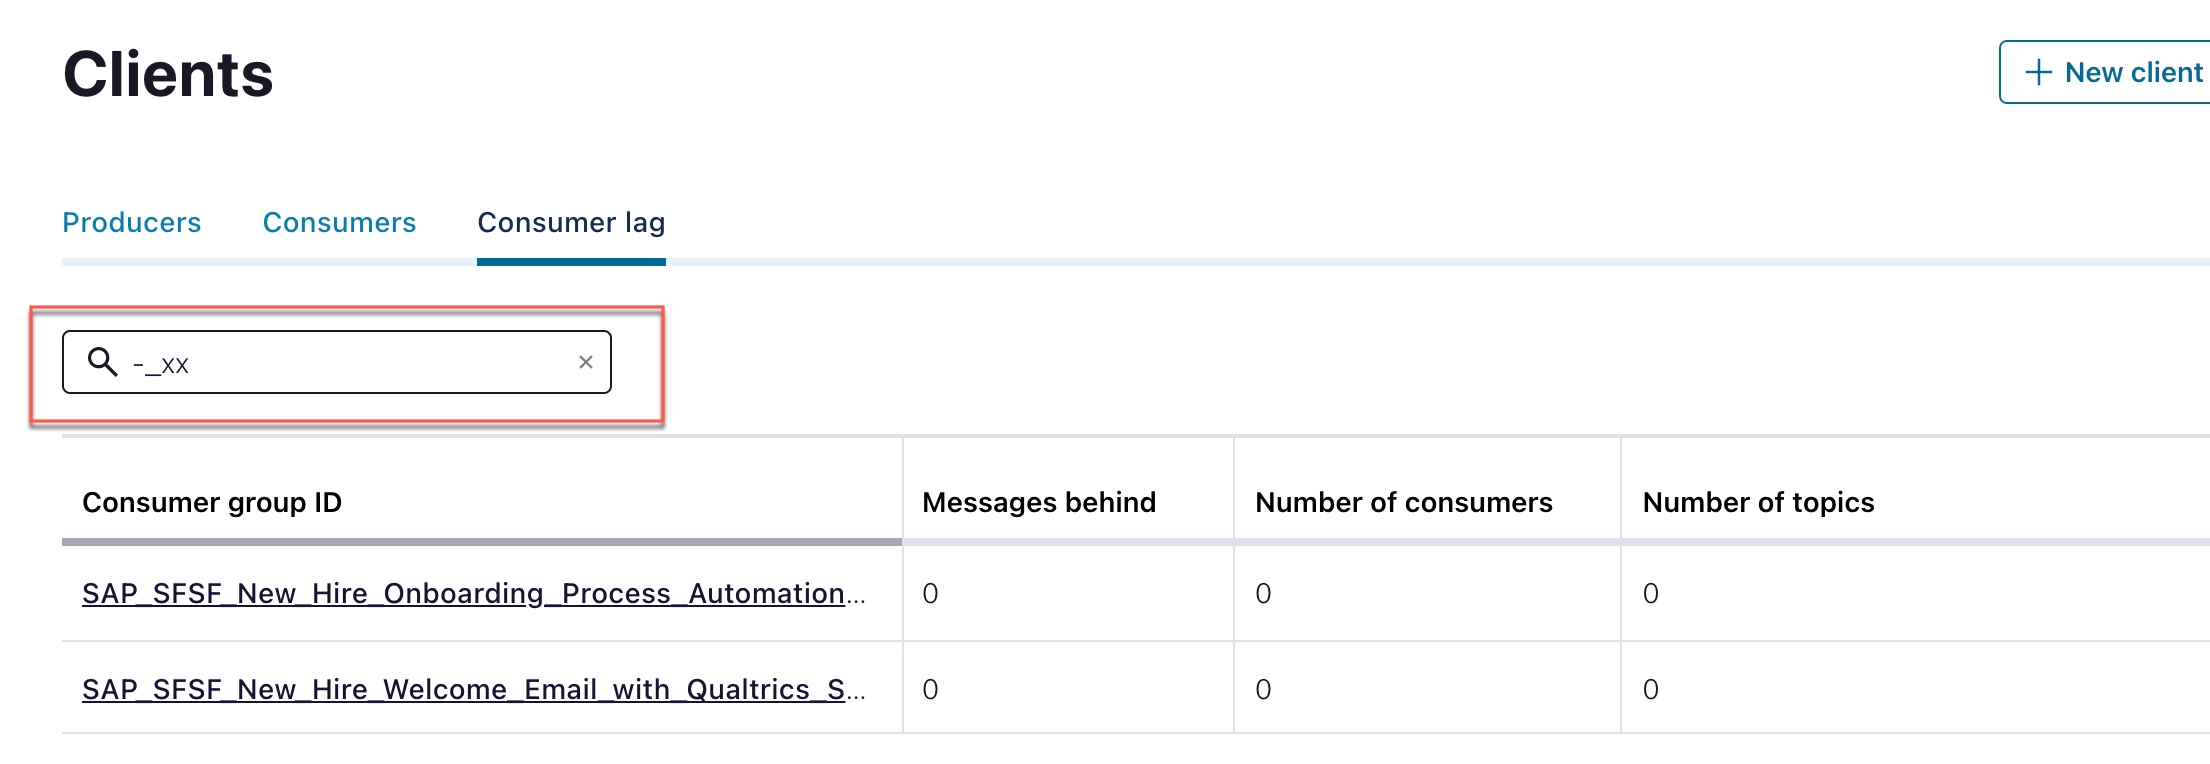 Clients
New client
Producers Consumers Consumer lag
-_xx
Consumer group ID Messages behind Number of consumers Number of topics
SAP_SFSF_New_Hire_Onboarding_Process_Automation... 0 0 0
SAP_SFSF_New_Hire_Welcome_Email_with_Qualtrics_S... 0 0 0